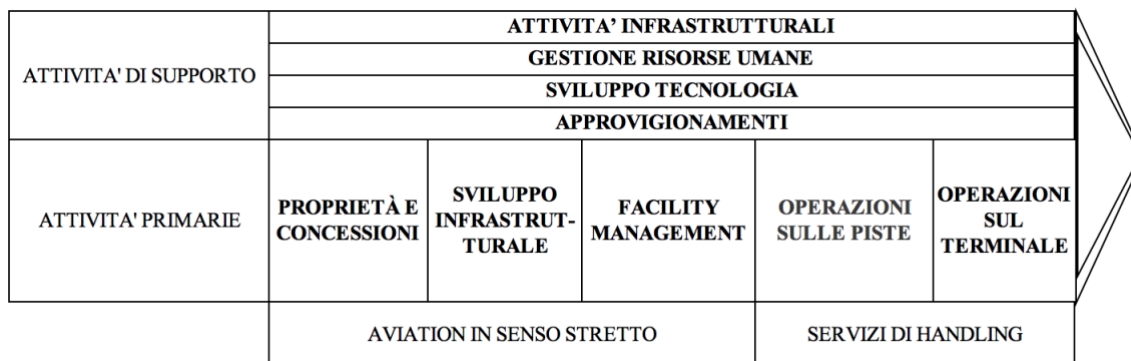 ATTIVITA' DI SUPPORTO
ATTIVITA’ INFRASTRUTTURALI
GESTIONE RISORSE UMANE
SVILUPPO TECNOLOGIA
APPROVIGIONAMENTI
ATTIVITA' PRIMARIE
PROPRIETÀ E
CONCESSIONI
SVILUPPO
INFRASTRUT-
TURALE
FACILITY
MANAGEMENT
OPERAZIONI
SULLE PISTE
OPERAZIONI
SUL
TERMINALE
AVIATION IN SENSO STRETTO
SERVIZI DI HANDLING